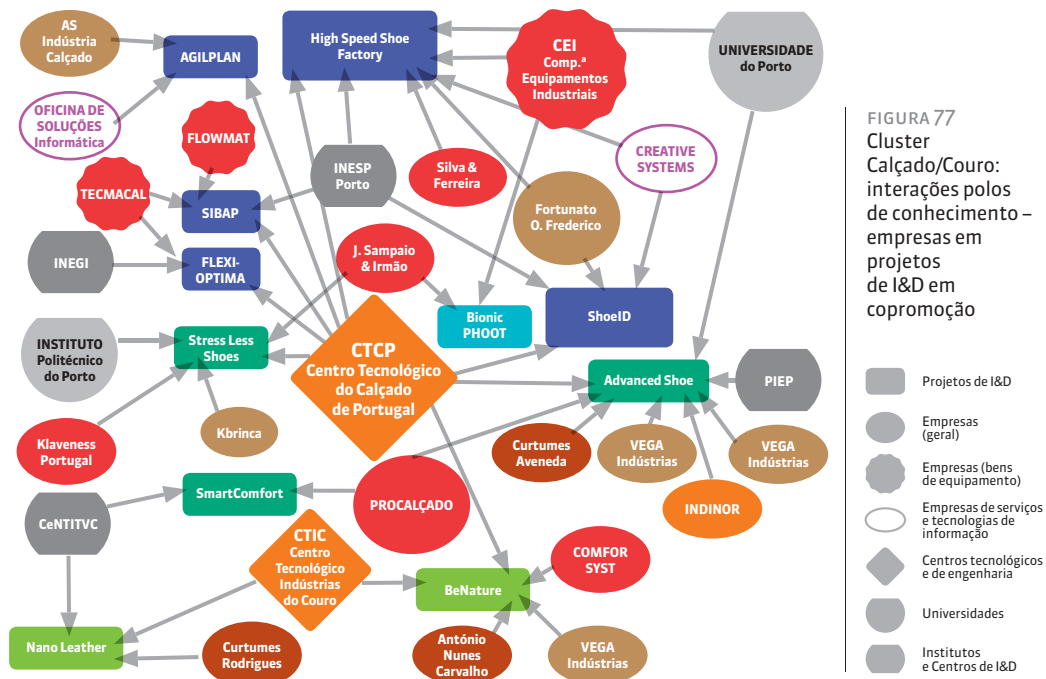 AS
Indústria
Calçado
AGILPLAN
High Speed Shoe
Factory
CEI
Comp.ª
Equipamentos
Industriais
UNIVERSIDADE
do Porto
OFICINA DE
SOLUÇÕES
Informática
FLOWMAT
TECMACAL
SIBAP
INESP
Porto
Silva &
Ferreira
CREATIVE
SYSTEMS
Fortunato
O. Frederico
INEGI
FLEXI-
OPTIMA
J. Sampaio
& Irmão
Bionic
PHOOT
ShoeID
INSTITUTO
Politécnico
do Porto
Stress Less
Shoes
CTCP
Centro Tecnológico
do Calçado
de Portugal
Advanced Shoe
PIEP
Klaveness
Portugal
Kbrinca
Curtumes
Aveneda
VEGA
Indústrias
VEGA
Indústrias
INDINOR
SmartComfort
PROCALÇADO
CeNTITVC
CTIC
Centro
Tecnológico
Indústrias
do Couro
BeNature
COMFOR
SYST
Nano Leather
Curtumes
Rodrigues
António
Nunes
Carvalho
VEGA
Indústrias
FIGURA 77
Cluster
Calçado/Couro:
interações polos
de conhecimento –
empresas em
projetos
de I&D em
copromoção
Projetos de I&D
Empresas
(geral)
Empresas (bens
de equipamento)
Empresas de serviços
e tecnologias de
informação
Centros tecnológicos
e de engenharia
Universidades
Institutos
e Centros de I&D